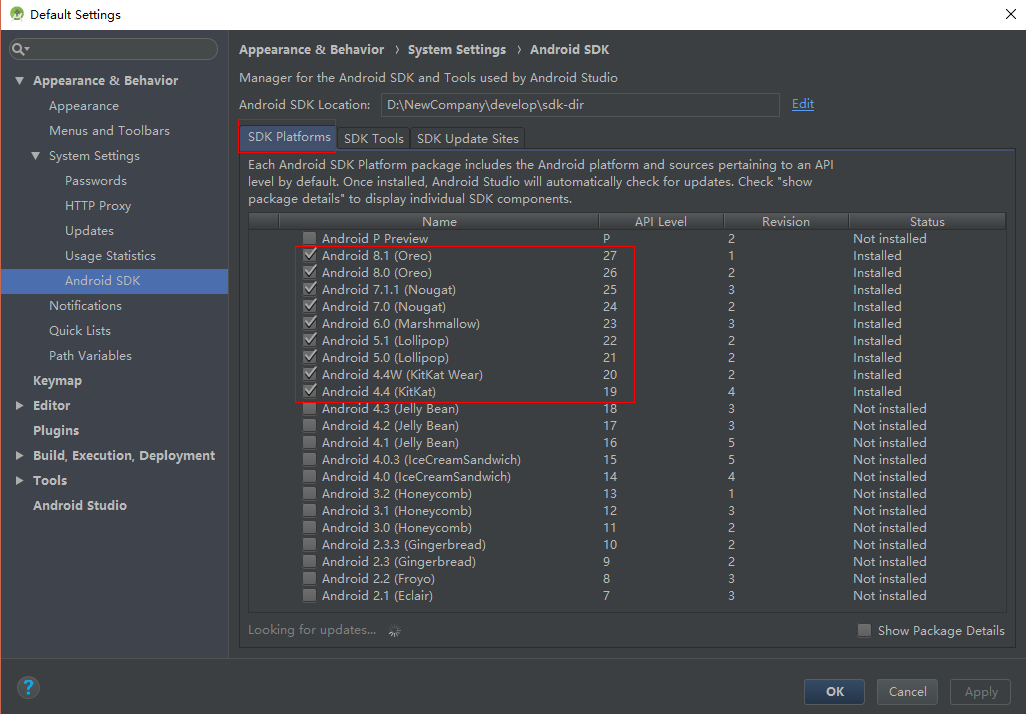 Default Settings
Appearance & Behavior
Appearance
Menus and Toolbars
System Settings
Passwords
HTTP Proxy
Updates
Usage Statistics
Android SDK
Notifications
Quick Lists
Path Variables
Keymap
Editor
Plugins
Build, Execution, Deployment
Tools
Android Studio
Appearance & Behavior › System Settings › Android SDK
Manager for the Android SDK and Tools used by Android Studio
Android SDK Location: D:\NewCompany\develop\sdk-dir Edit
SDK Platforms SDK Tools SDK Update Sites
Each Android SDK Platform package includes the Android platform and sources pertaining to an API
level by default. Once installed, Android Studio will automatically check for updates. Check "show
package details" to display individual SDK components.
Name API Level Revision Status
Android P Preview P 2 Not installed
Android 8.1 (Oreo) 27 1 Installed
Android 8.0 (Oreo) 26 2 Installed
Android 7.1.1 (Nougat) 25 3 Installed
Android 7.0 (Nougat) 24 2 Installed
Android 6.0 (Marshmallow) 23 3 Installed
Android 5.1 (Lollipop) 22 2 Installed
Android 5.0 (Lollipop) 21 2 Installed
Android 4.4W (KitKat Wear) 20 2 Installed
Android 4.4 (KitKat) 19 4 Installed
Android 4.3 (Jelly Bean) 18 3 Not installed
Android 4.2 (Jelly Bean) 17 3 Not installed
Android 4.1 (Jelly Bean) 16 5 Not installed
Android 4.0.3 (IceCreamSandwich) 15 5 Not installed
Android 4.0 (IceCreamSandwich) 14 4 Not installed
Android 3.2 (Honeycomb) 13 1 Not installed
Android 3.1 (Honeycomb) 12 3 Not installed
Android 3.0 (Honeycomb) 11 2 Not installed
Android 2.3.3 (Gingerbread) 10 2 Not installed
Android 2.3 (Gingerbread) 9 2 Not installed
Android 2.2 (Froyo) 8 3 Not installed
Android 2.1 (Eclair) 7 3 Not installed
Looking for updates... Show Package Details
? OK Cancel Apply